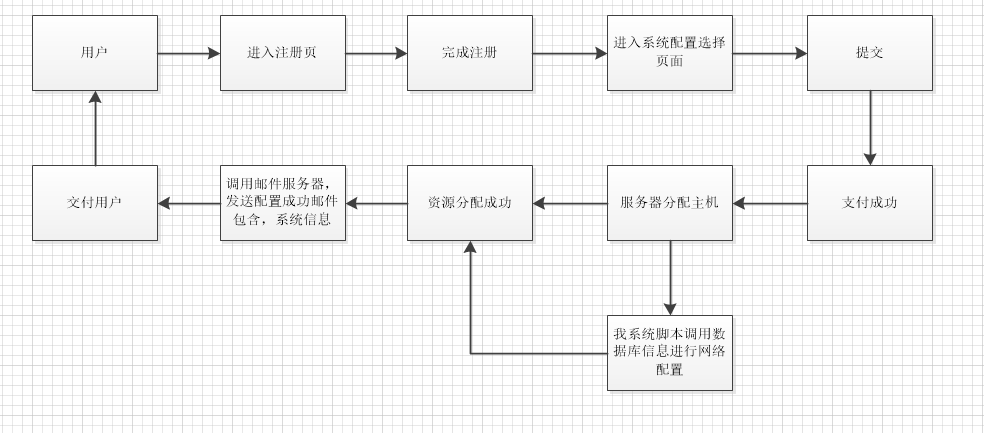 用户
进入注册页
完成注册
进入系统配置选择
页面
提交
交付用户
调用邮件服务器，
发送配置成功邮件
包含，系统信息
资源分配成功
服务器分配主机
支付成功
我系统脚本调用数
据库信息进行网络
配置